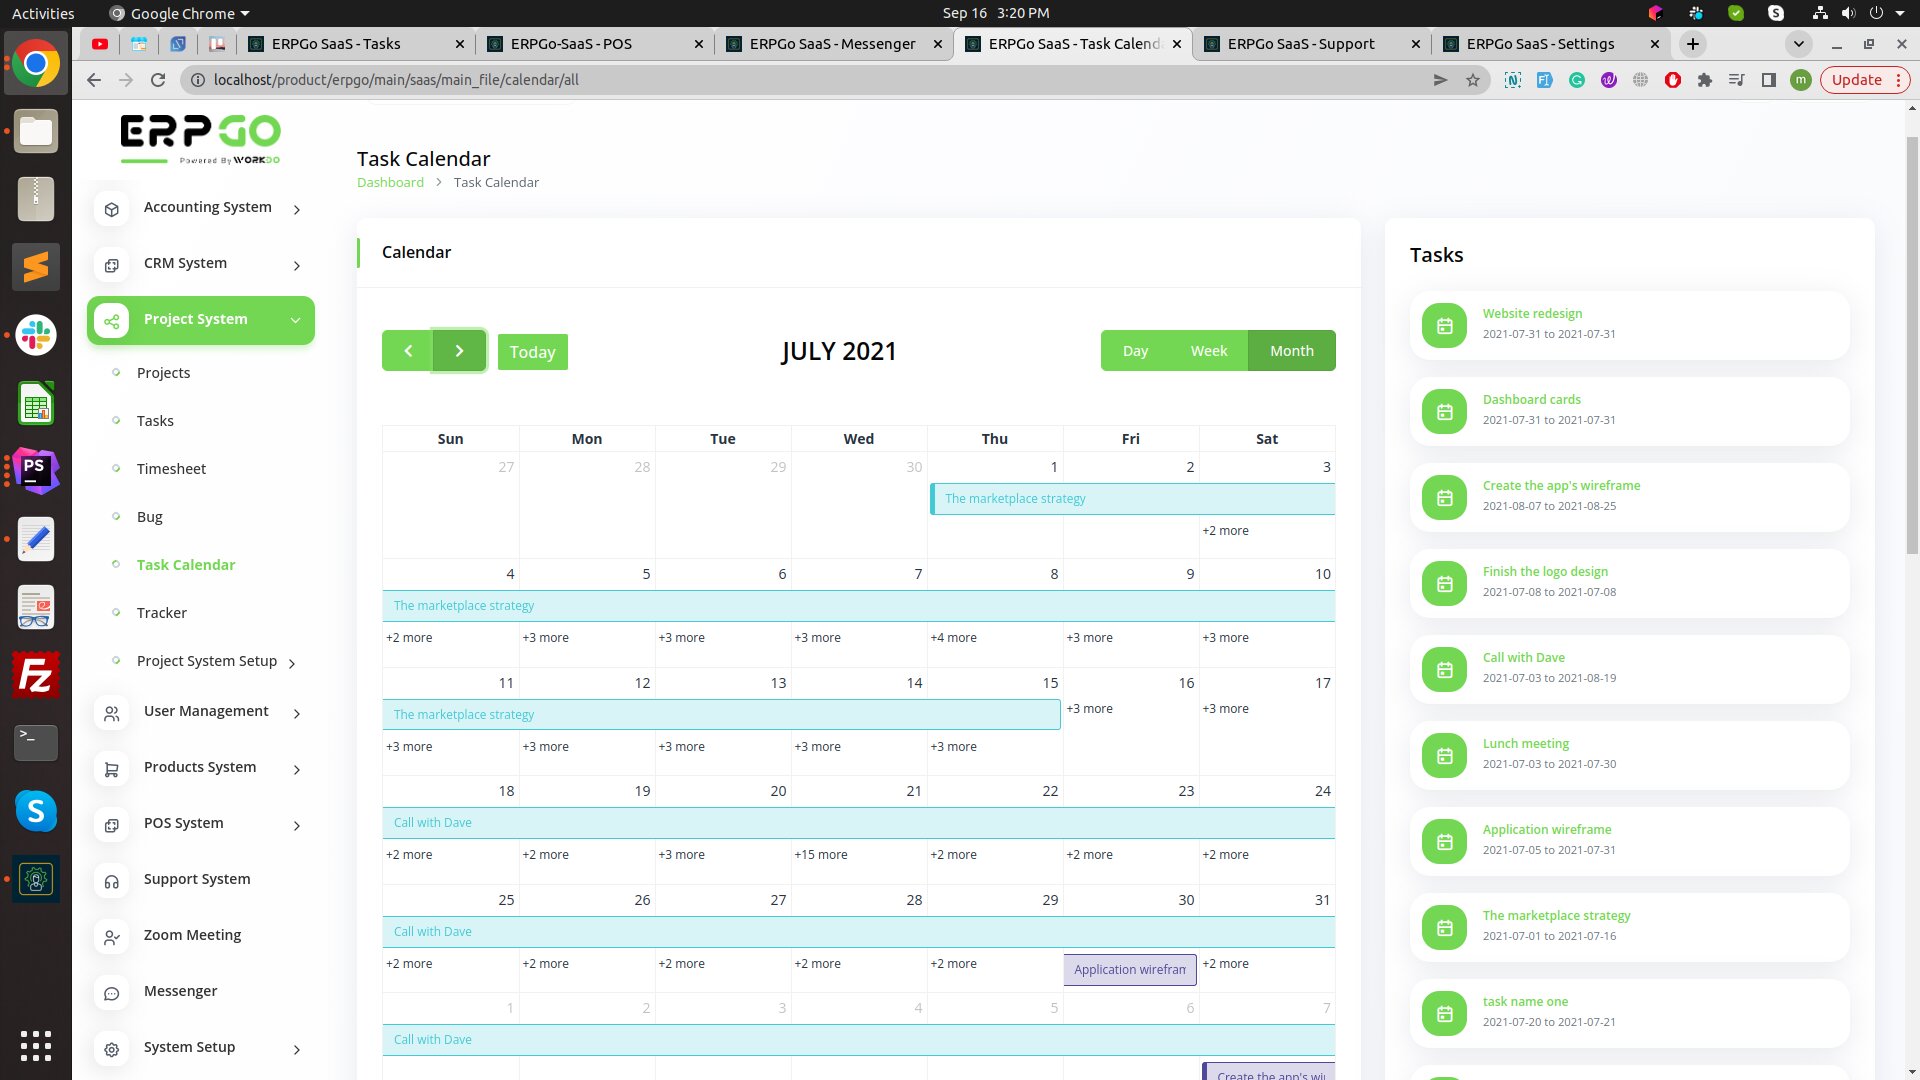 Activities
Google Chrome
Sep 16 3:20 PM
ERPGo SaaS - Tasks
ERPGo-SaaS - POS
ERPGo SaaS - Messenger
ERPGo SaaS - Task Calend
ERPGo SaaS - Support
ERPGo SaaS - Settings
localhost/product/erpgo/main/saas/main_file/calendar/all
m
Update
ERPGO
Powered By WORKDO
Accounting System
CRM System
Project System
Projects
Tasks
Timesheet
Bug
Task Calendar
Tracker
Project System Setup
User Management
Products System
POS System
Support System
Zoom Meeting
Messenger
System Setup
Task Calendar
Dashboard > Task Calendar
Calendar
Today
JULY 2021
Day Week Month
Sun Mon Tue Wed Thu Fri Sat
27 28 29 30 1 2 3
The marketplace strategy
+2 more
4 5 6 7 8 9 10
The marketplace strategy
+2 more +3 more +3 more +3 more +4 more +3 more +3 more
11 12 13 14 15 16 17
The marketplace strategy
+3 more +3 more
+3 more +3 more +3 more +3 more +3 more
18 19 20 21 22 23 24
Call with Dave
+2 more +2 more +3 more +15 more +2 more +2 more +2 more
25 26 27 28 29 30 31
Call with Dave
+2 more +2 more +2 more +2 more +2 more Application wirefram +2 more
1 2 3 4 5 6 7
Call with Dave
Create the app's wi
Tasks
Website redesign
2021-07-31 to 2021-07-31
Dashboard cards
2021-07-31 to 2021-07-31
Create the app's wireframe
2021-08-07 to 2021-08-25
Finish the logo design
2021-07-08 to 2021-07-08
Call with Dave
2021-07-03 to 2021-08-19
Lunch meeting
2021-07-03 to 2021-07-30
Application wireframe
2021-07-05 to 2021-07-31
The marketplace strategy
2021-07-01 to 2021-07-16
task name one
2021-07-20 to 2021-07-21
PS
Fz
S